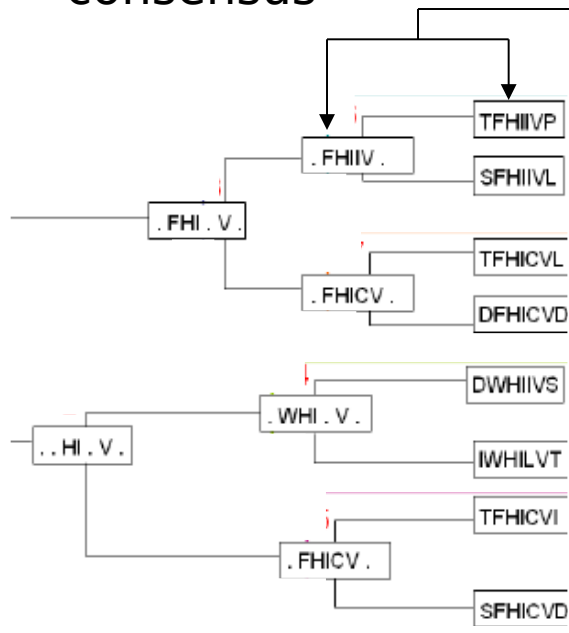 consensus
TFHIIVP
. FHIIV .
SFHIIVL
. FHI . V .
TFHICVL
. FHICV .
DFHICVD
DWHIIVS
. WHI . V .
. . HI . V .
IWHILVT
TFHICVI
. FHICV .
SFHICVD